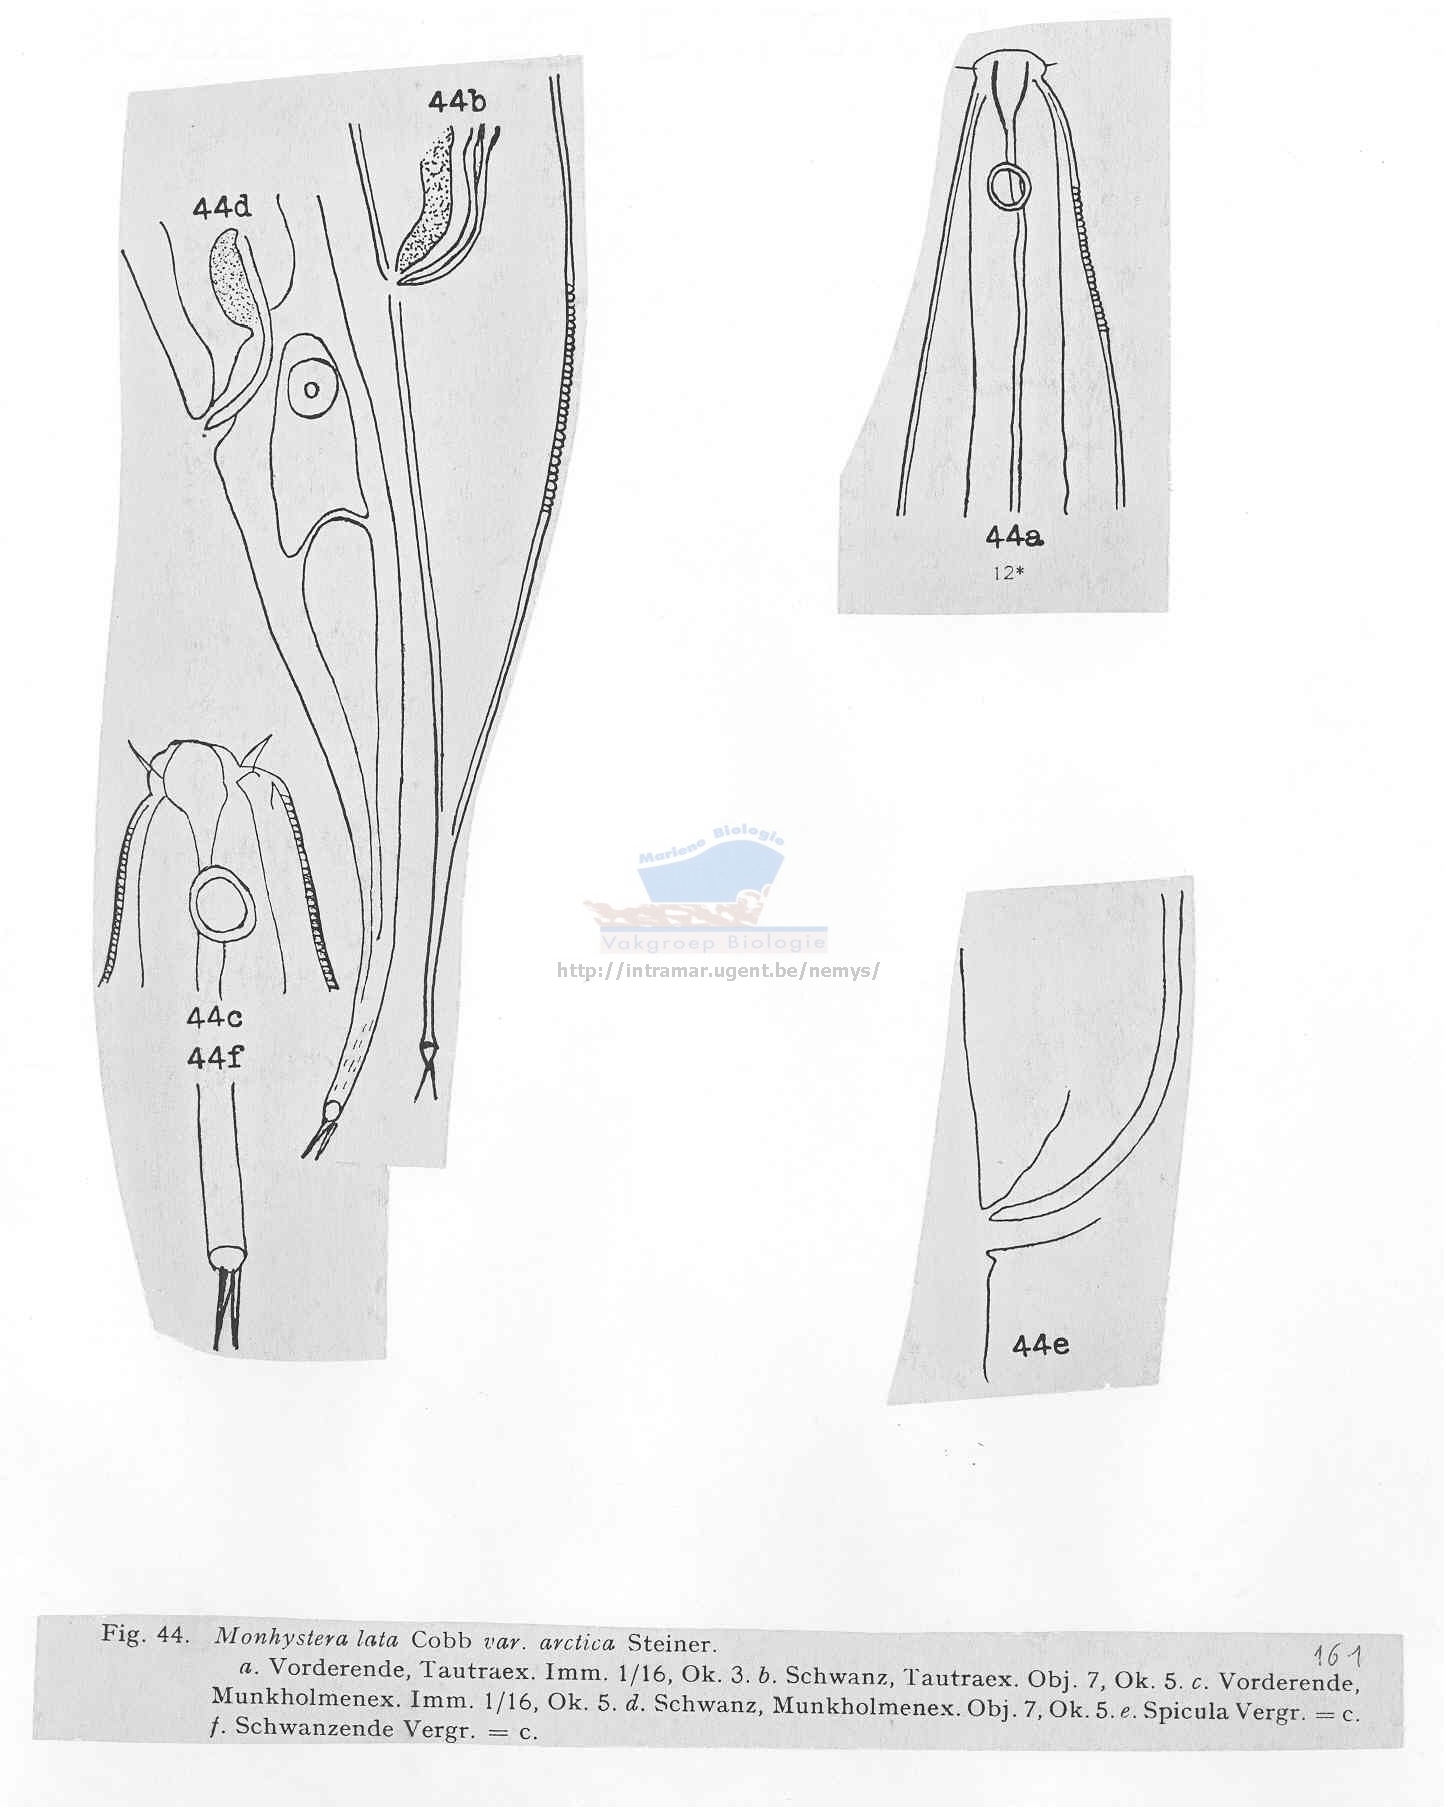 44b
44d
44a
12*
44c
44f
44e
Mariene Biologie
Vakgroep Biologie
http://intramar.ugent.be/nemys/
Fig. 44. Monhystera lata Cobb var. arctica Steiner.
161
a. Vorderende, Tautraex. Imm. 1/16, Ok. 3. b. Schwanz, Tautraex. Obj. 7, Ok. 5. c. Vorderende,
Munkholmenex. Imm. 1/16, Ok. 5. d. Schwanz, Munkholmenex. Obj. 7, Ok. 5. e. Spicula Vergr. = c.
f. Schwanzende Vergr. = c.